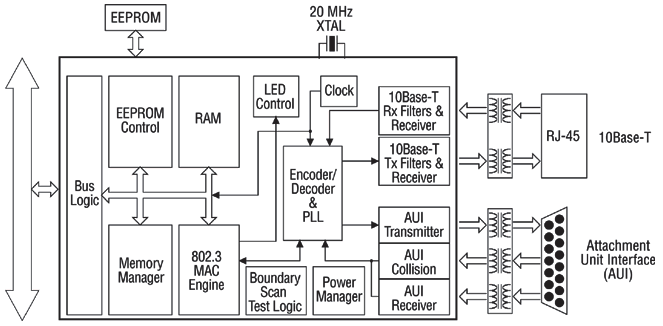 EEPROM
20 MHz
XTAL
LED
Control
Clock
EEPROM
Control
RAM
10Base-T
Rx Filters &
Receiver
10Base-T
Tx Filters &
Receiver
RJ-45
10Base-T
Bus
Logic
Encoder/
Decoder
&
PLL
Memory
Manager
802.3
MAC
Engine
Boundary
Scan
Test Logic
Power
Manager
AUI
Transmitter
AUI
Collision
AUI
Receiver
Attachment
Unit Interface
(AUI)